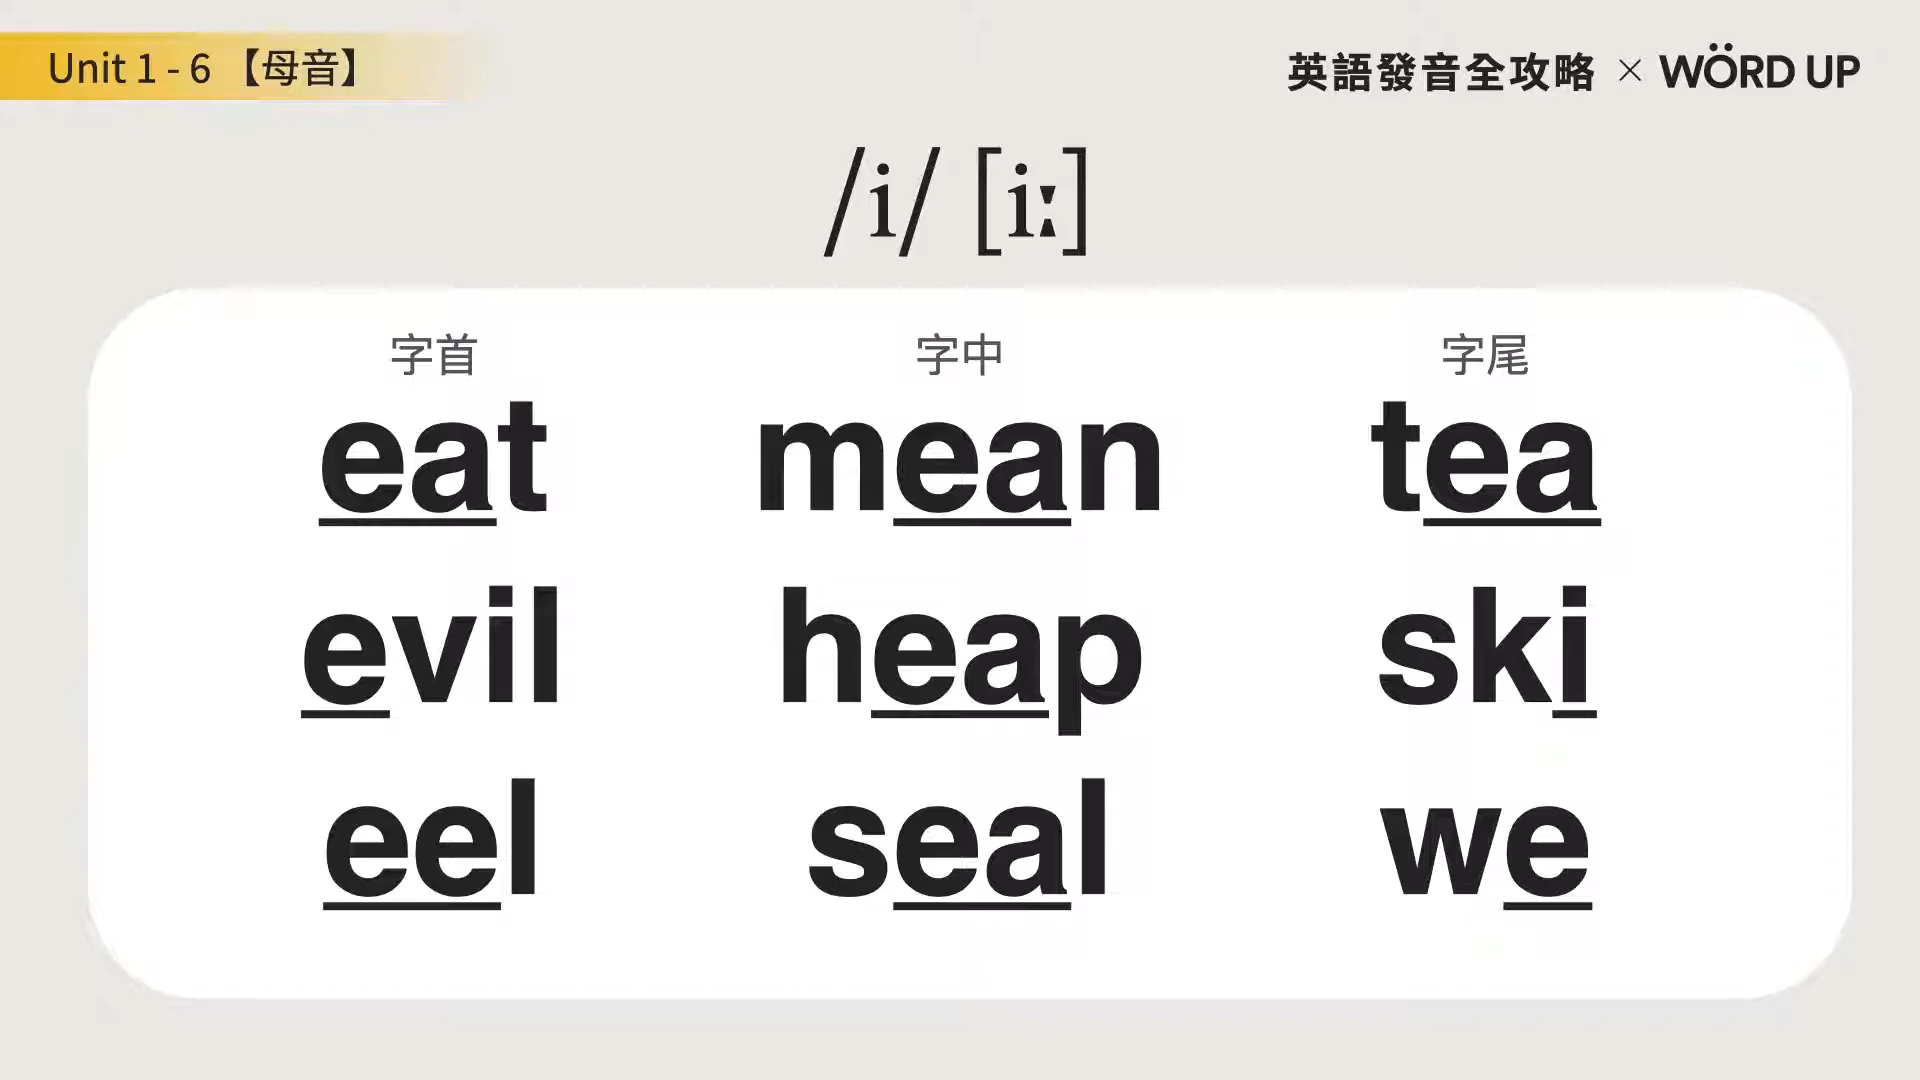 Unit 1 - 6 【母音】
英語發音全攻略 × WÖRD UP
/i/ [iː]
字首 字中 字尾
eat mean tea
evil heap ski
eel seal we